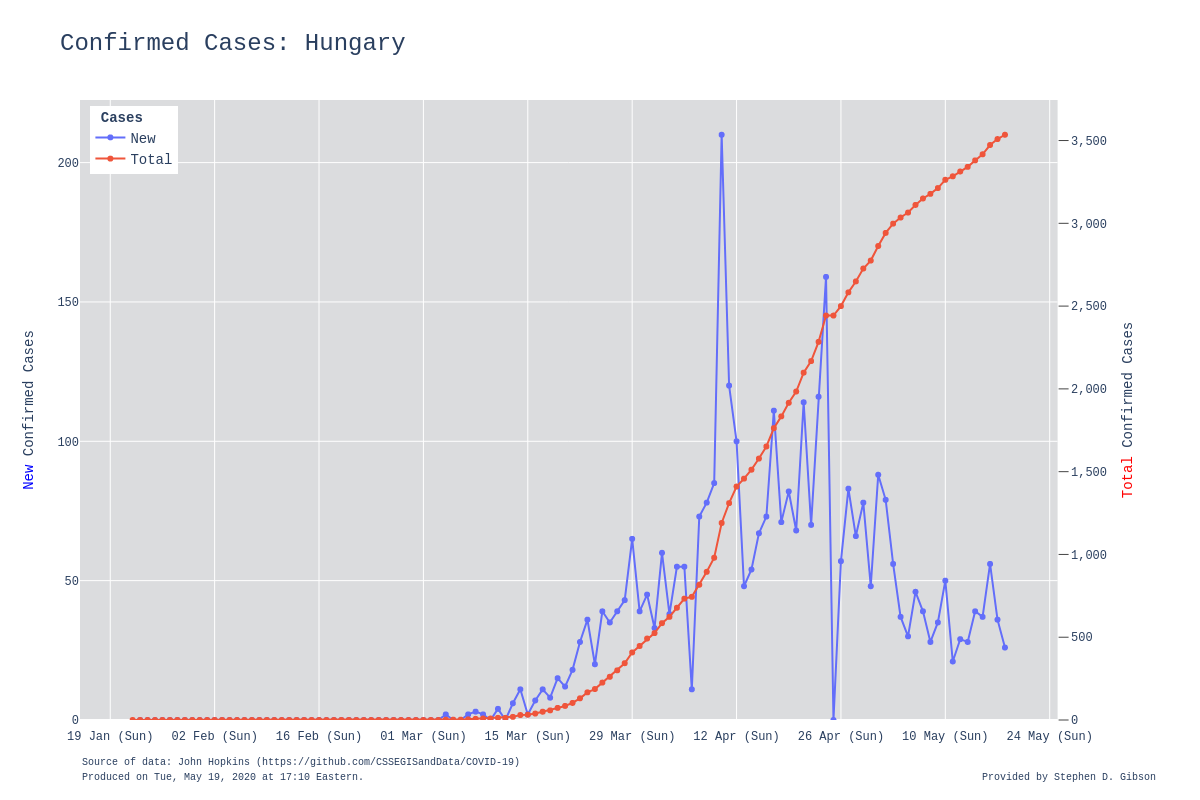 Confirmed Cases: Hungary
Cases
New
Total
200
150
100
50
0
3,500
3,000
2,500
2,000
1,500
1,000
500
0
New Confirmed Cases
Total Confirmed Cases
19 Jan (Sun) 02 Feb (Sun) 16 Feb (Sun) 01 Mar (Sun) 15 Mar (Sun) 29 Mar (Sun) 12 Apr (Sun) 26 Apr (Sun) 10 May (Sun) 24 May (Sun)
Source of data: John Hopkins (https://github.com/CSSEGISandData/COVID-19)
Produced on Tue, May 19, 2020 at 17:10 Eastern.
Provided by Stephen D. Gibson